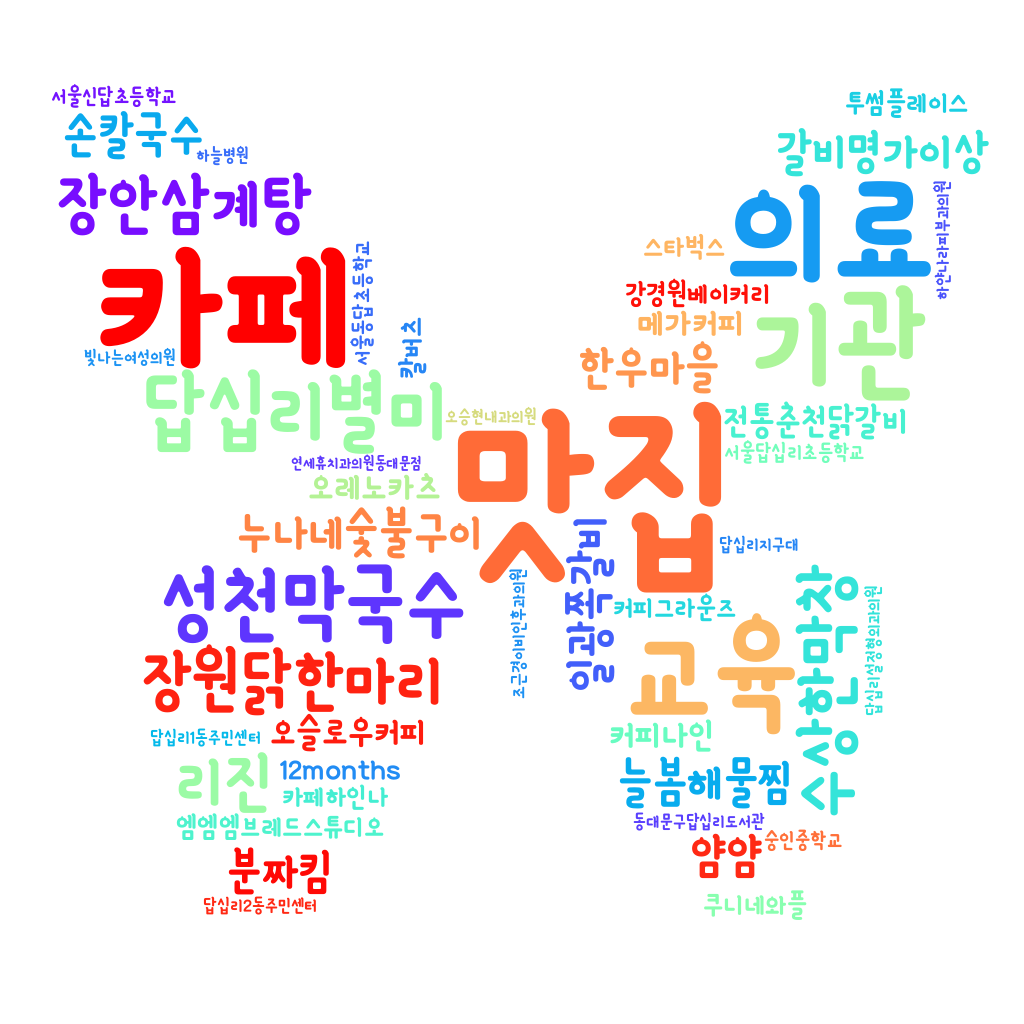 서울신답초등학교
손칼국수
하늘병원
장안삼계탕
카페
서울동답초등학교
빛나는여성의원
칼버츠
답십리별미
오승현내과의원
연세휴치과의원동대문점
오레노카츠
누나네숯불구이
투썸플레이스
갈비명가이상
의료
하얀나라피부과의원
스타벅스
강경원베이커리
메가커피
기관
한우마을
전통춘천닭갈비
서울답십리초등학교
맛집
답십리지구대
일광쪽갈비
조근경이비인후과의원
커피그라운즈
성천막국수
장원닭한마리
답십리1동주민센터
오슬로우커피
리진
12months
카페하인나
엠엠엠브레드스튜디오
분짜킴
답십리2동주민센터
교육
수상한막창
답십리설정형외과의원
커피나인
늘봄해물찜
동대문구답십리도서관
얌얌
숭인중학교
쿠니네와플